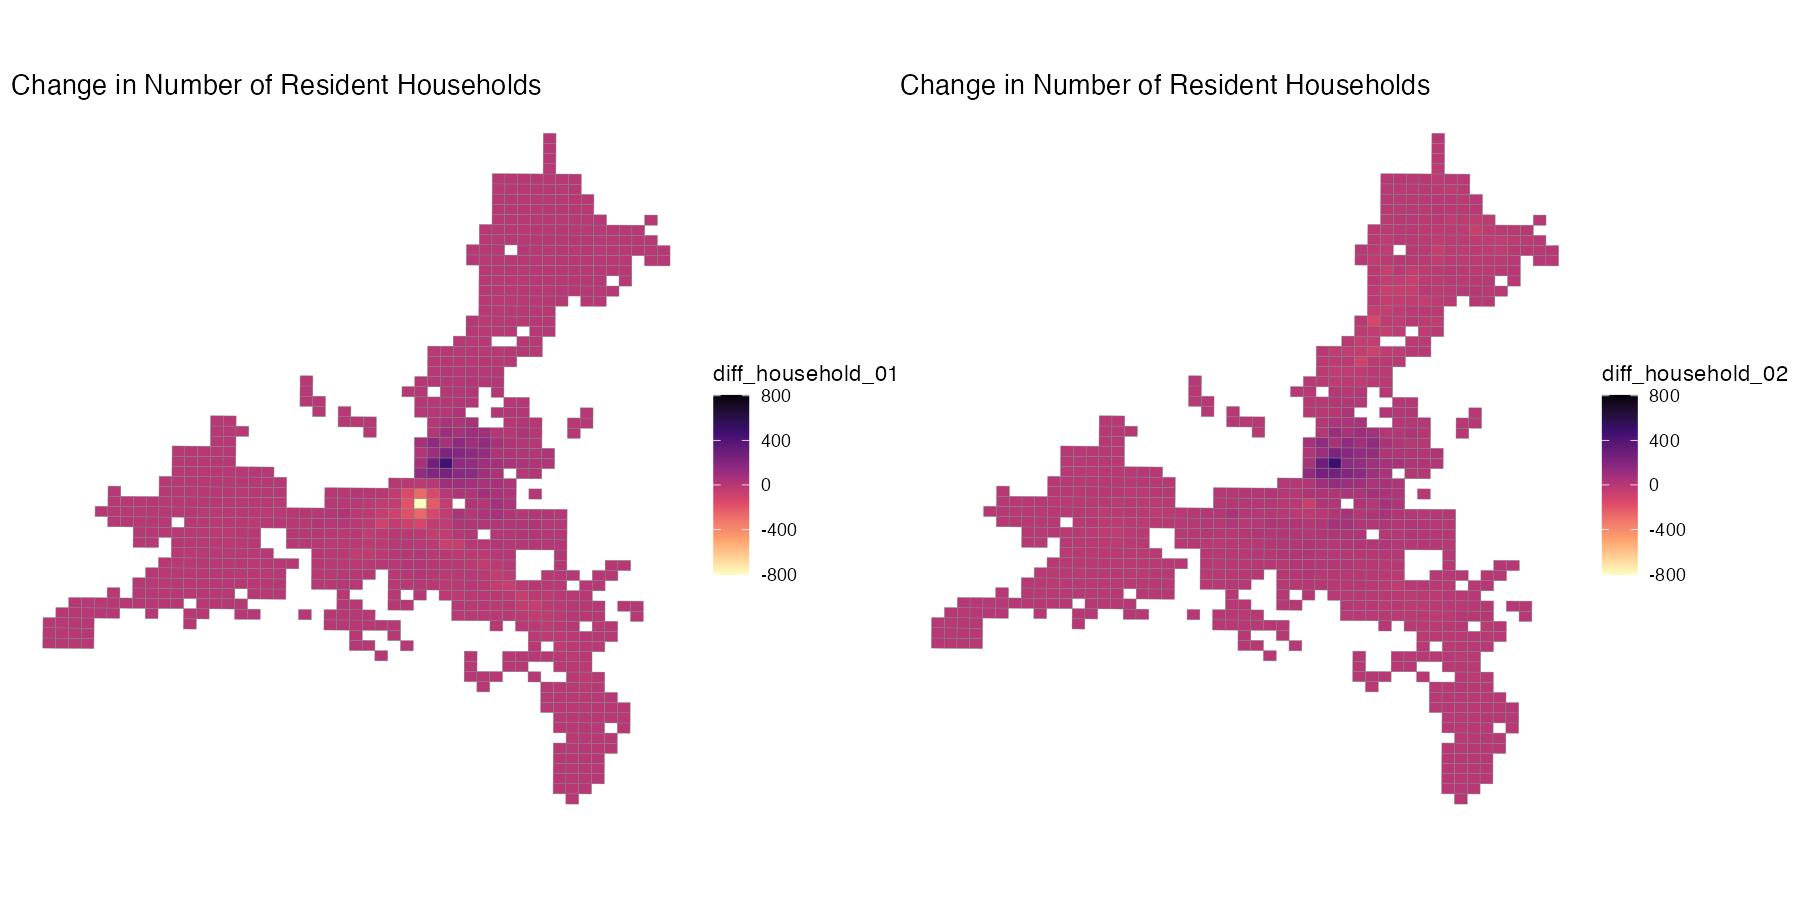 Change in Number of Resident Households
diff_household_01
800
400
0
-400
-800
Change in Number of Resident Households
diff_household_02
800
400
0
-400
-800